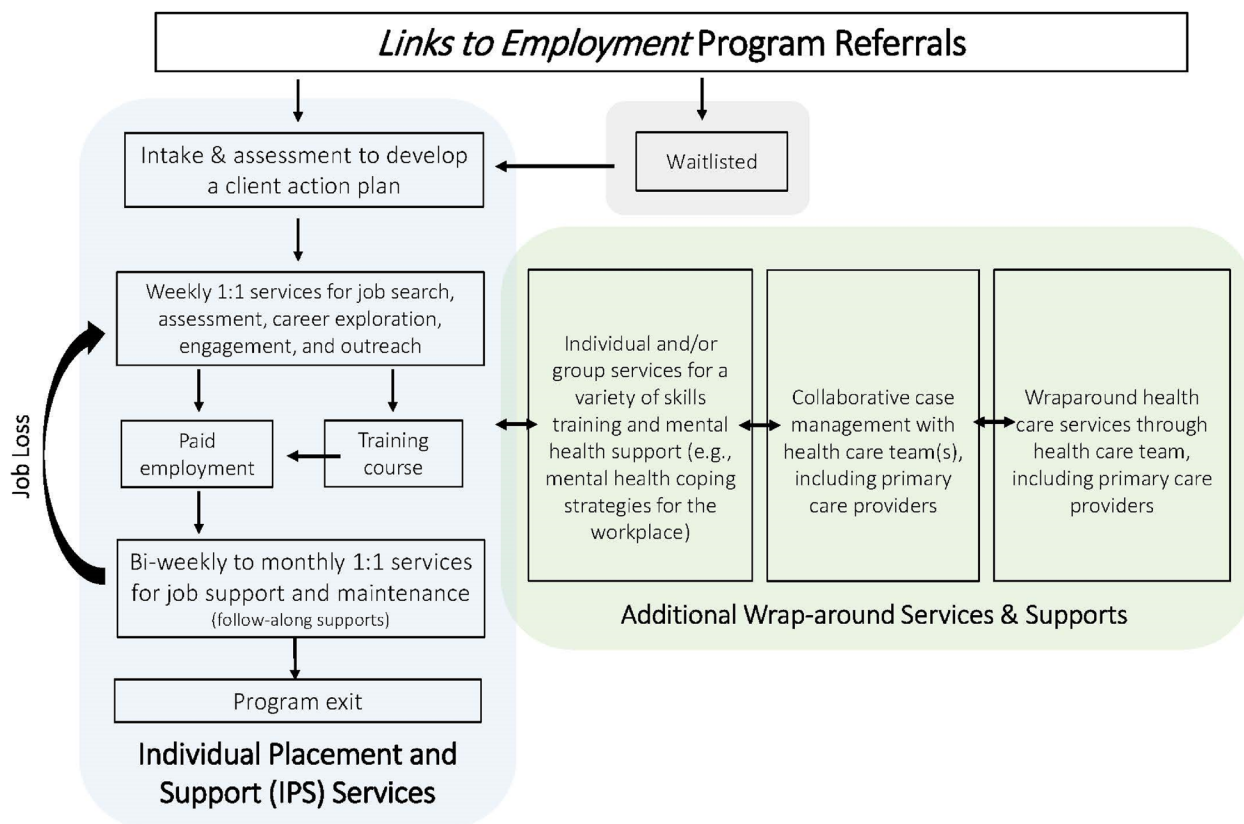 Links to Employment Program Referrals
Intake & assessment to develop
a client action plan
Waitlisted
Weekly 1:1 services for job search,
assessment, career exploration,
engagement, and outreach
Job Loss
Paid
employment
Training
course
Bi-weekly to monthly 1:1 services
for job support and maintenance
(follow-along supports)
Program exit
Individual Placement and
Support (IPS) Services
Individual and/or
group services for a
variety of skills
training and mental
health support (e.g.,
mental health coping
strategies for the
workplace)
Collaborative case
management with
health care team(s),
including primary
care providers
Wraparound health
care services through
health care team,
including primary care
providers
Additional Wrap-around Services & Supports